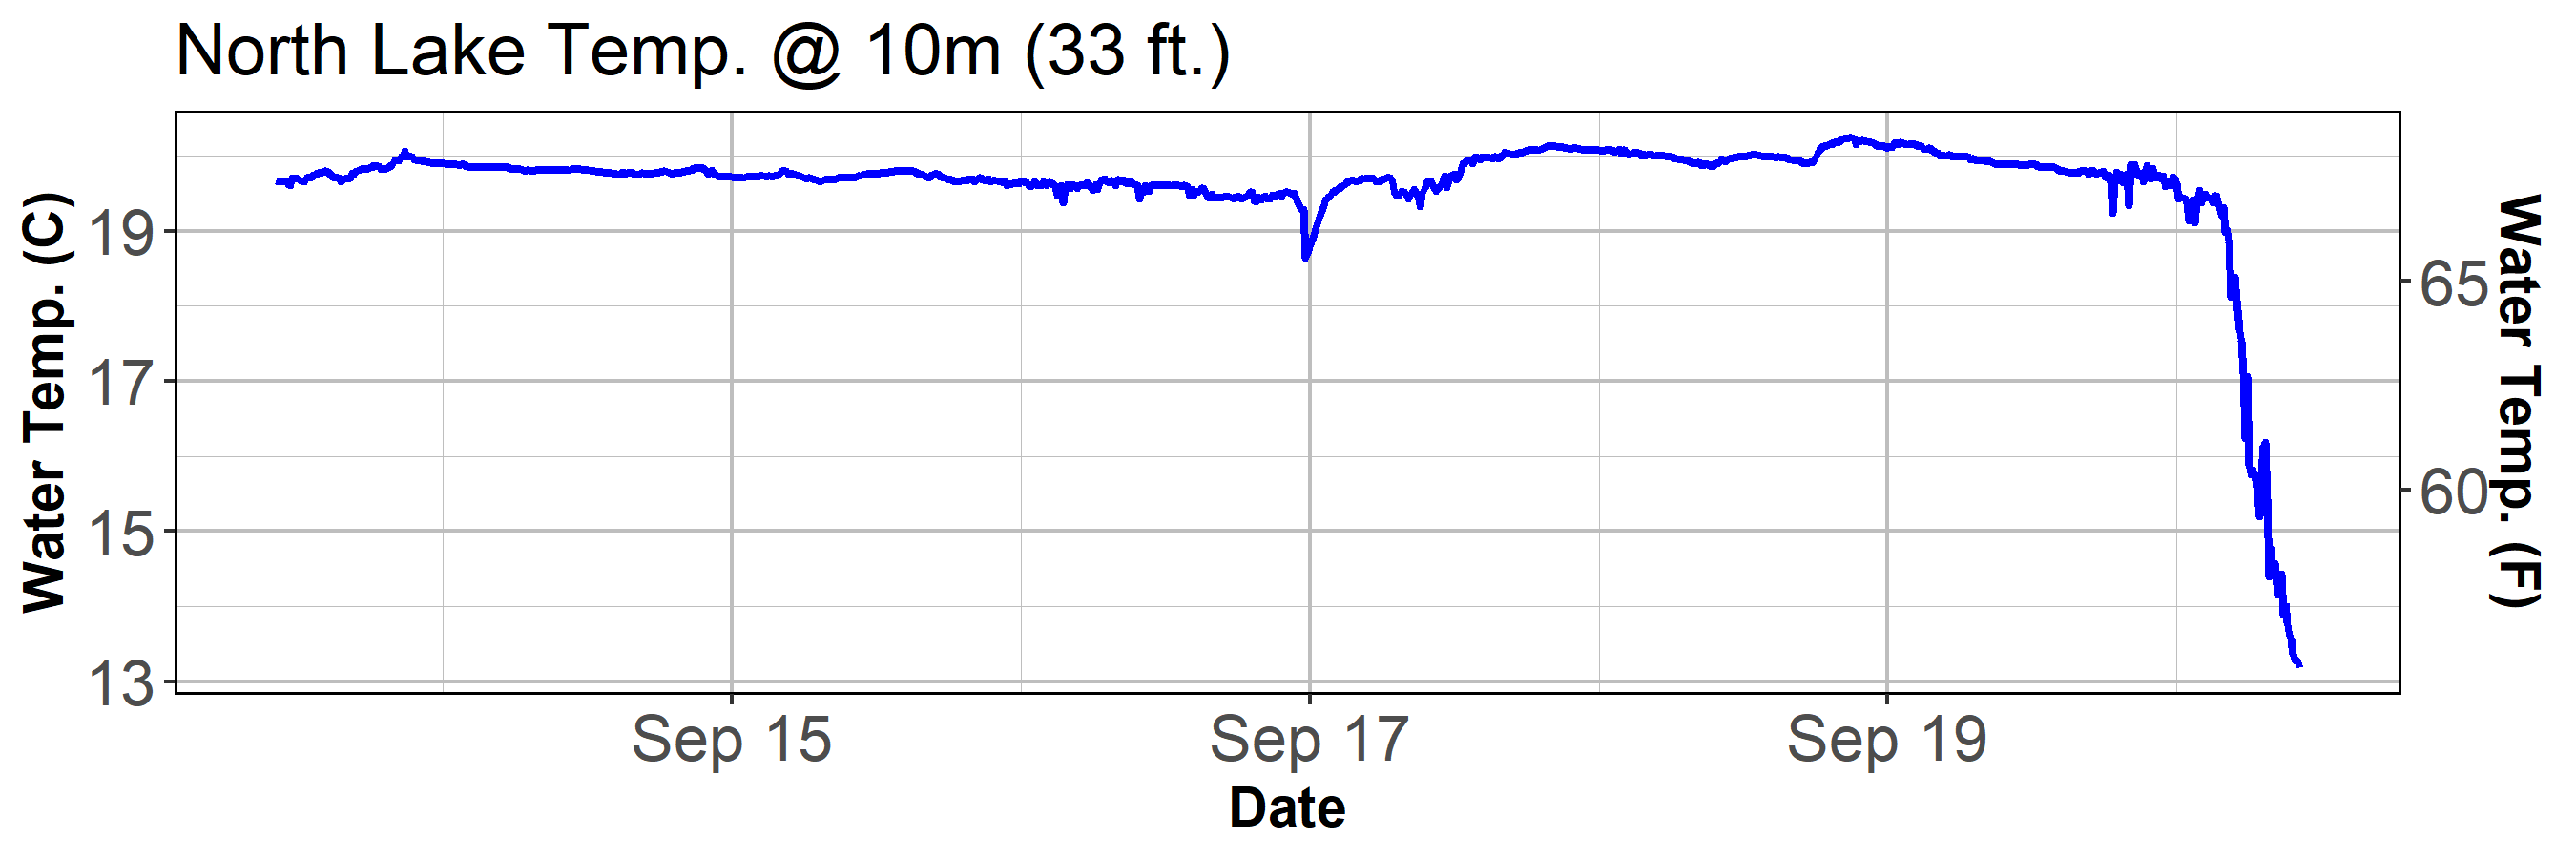 North Lake Temp. @ 10m (33 ft.)
Water Temp. (C)
19
17
15
13
65
60
Water Temp. (F)
Sep 15
Sep 17
Sep 19
Date